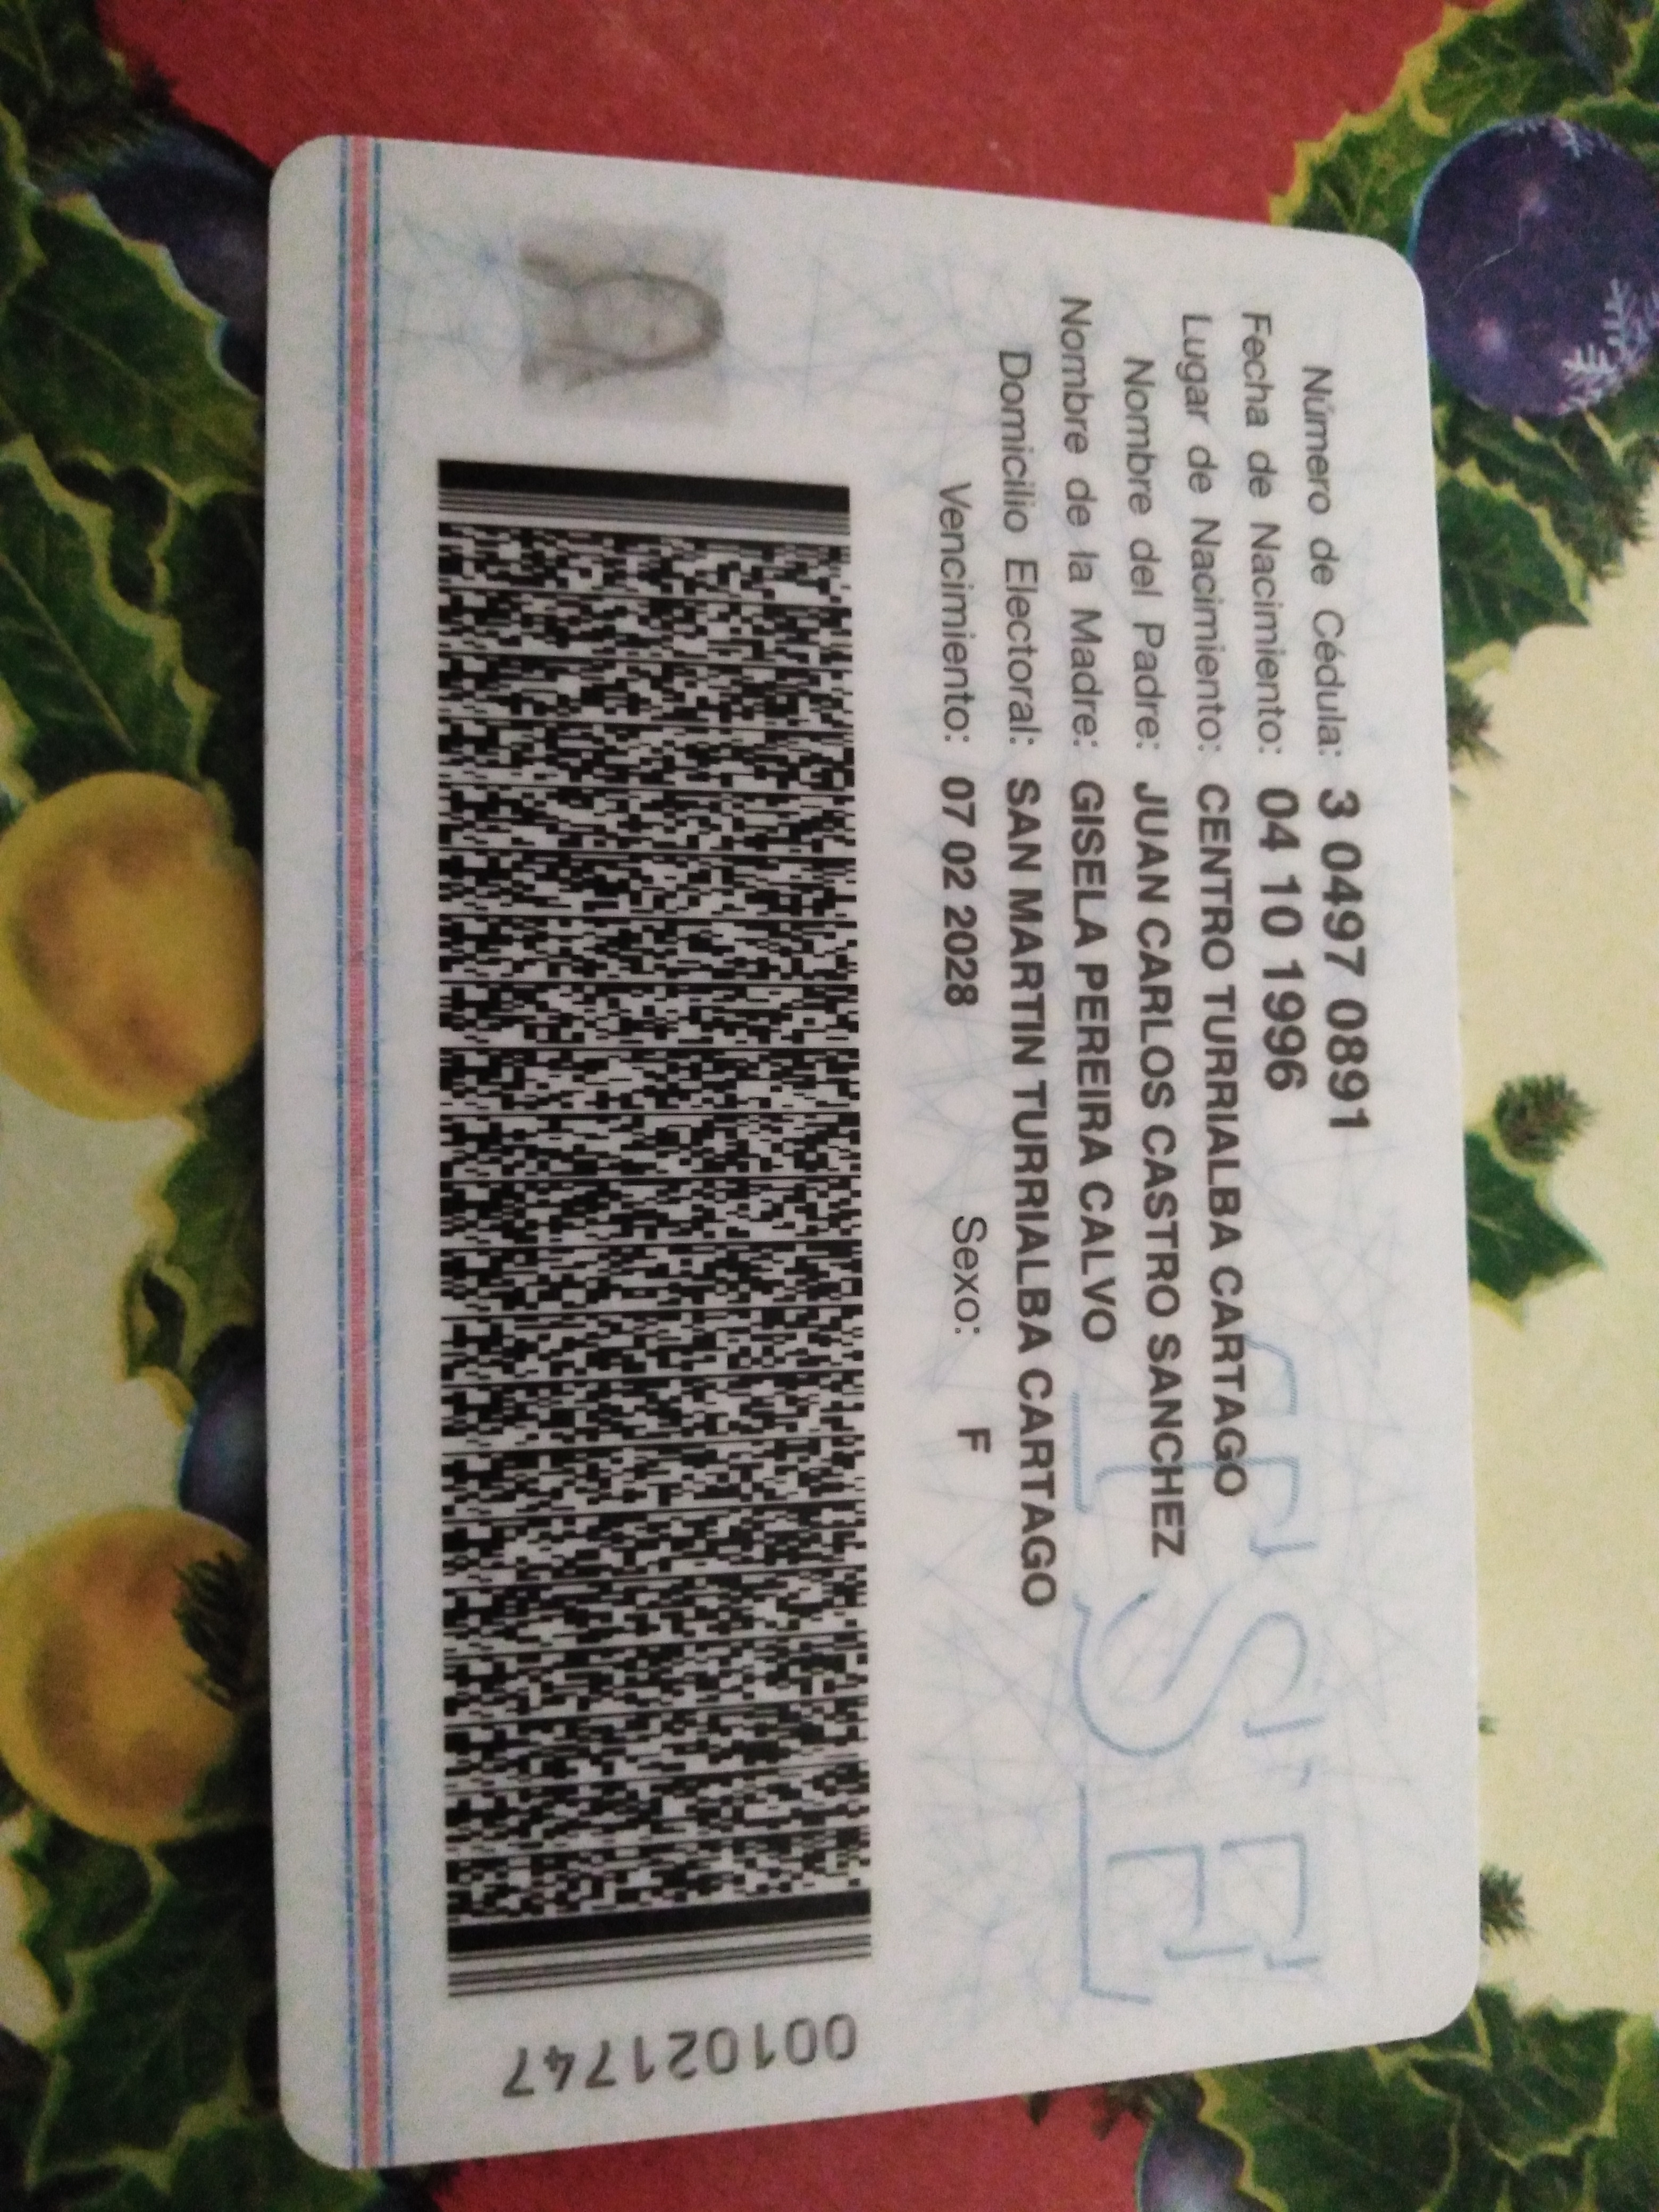 Número de Cédula: 3 0497 0891
Fecha de Nacimiento: 04 10 1996
Lugar de Nacimiento: CENTRO TURRIALBA CARTAGO
Nombre del Padre: JUAN CARLOS CASTRO SANCHEZ
Nombre de la Madre: GISELA PEREIRA CALVO
Domicilio Electoral: SAN MARTIN TURRIALBA CARTAGO
Vencimiento: 07 02 2028 Sexo: F
TSE
001021747